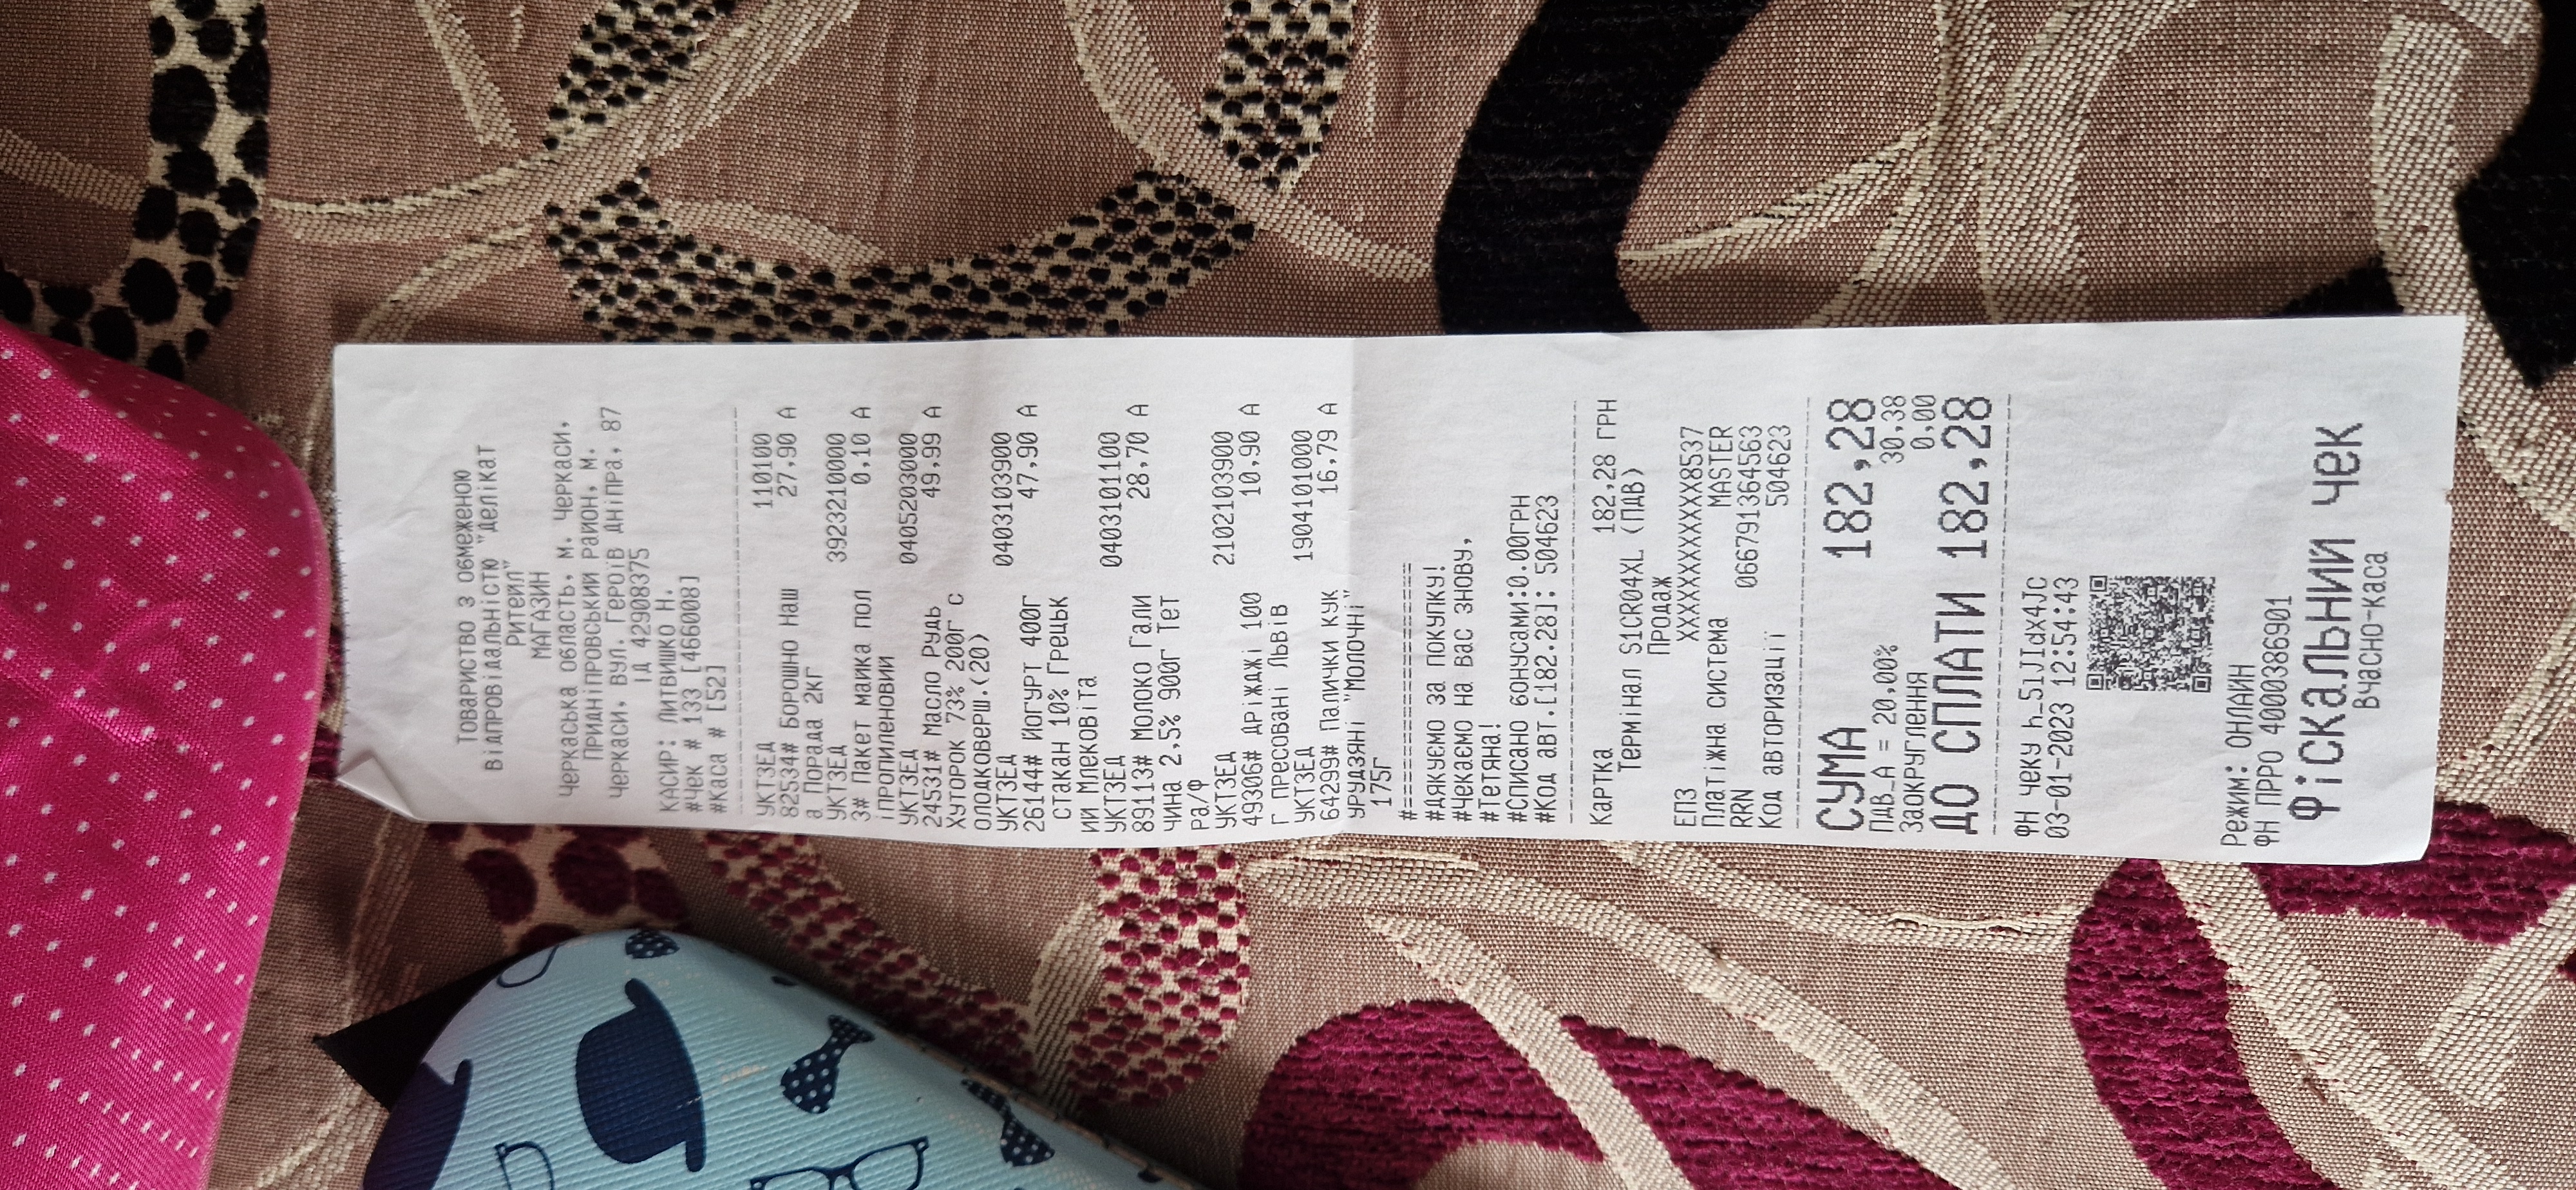 ТОВАРИСТВО З ОБМЕЖЕНОЮ
ВІДПОВІДАЛЬНІСТЮ "ДЕЛІКАТ
РИТЕЙЛ"
МАГАЗИН
ЧЕРКАСЬКА ОБЛАСТЬ, М. ЧЕРКАСИ,
ПРИДНІПРОВСЬКИЙ РАЙОН, М.
ЧЕРКАСИ, ВУЛ. ГЕРОЇВ ДНІПРА, 87
ІД 42908375
КАСИР: ЛИТВИШКО Н.
#Чек # 133 [466008]
#Каса # [52]
УКТЗЕД 1101100
82534# БОРОШНО НАШ 27,90 А
а ПОРАДА 2КГ
УКТЗЕД 3923210000
3# Пакет майка пол 0,10 А
іпропиленовий
УКТЗЕД 0405203000
24531# МАСЛО РУДЬ 49,99 А
ХУТОРОК 73% 200Г С
ОЛОДКОВЕРШ.(20)
УКТЗЕД 0403103900
26144# ЙОГУРТ 400г 47,90 А
СТАКАН 10% Грецьк
ий Млековіта
УКТЗЕД 0403101100
89113# МОЛОКО ГАЛИ 28,70 А
ЧИНА 2,5% 900г Тет
ра/Ф
УКТЗЕД 2102103900
49306# ДРІЖДЖІ 100 10,90 А
Г ПРЕСОВАНІ ЛЬВІВ
УКТЗЕД 1904101000
64299# ПАЛИЧКИ КУК 16,79 А
УРУДЗЯНІ "МОЛОЧНІ"
175Г
#====================
#ДЯКУЄМО ЗА ПОКУПКУ!
#ЧЕКАЄМО НА ВАС ЗНОВУ,
#Тетяна!
#СПИСАНО БОНУСАМИ:0.00ГРН
#Код авт.[182.28]: 504623
Картка 182,28 ГРН
Термінал S1CR04XL (ПДВ)
Продаж
ЕПЗ XXXXXXXXXXXX8537
Платіжна система MASTER
RRN 066791364563
Код авторизації 504623
СУМА 182,28
ПДВ_А = 20,00% 30,38
Заокруглення 0,00
ДО СПЛАТИ 182,28
ФН чеку h_51JIdX4JC
03-01-2023 12:54:43
Режим: ОНЛАЙН
ФН ПРРО 4000386901
ФіСКАЛЬНИЙ ЧЕК
Вчасно-каса